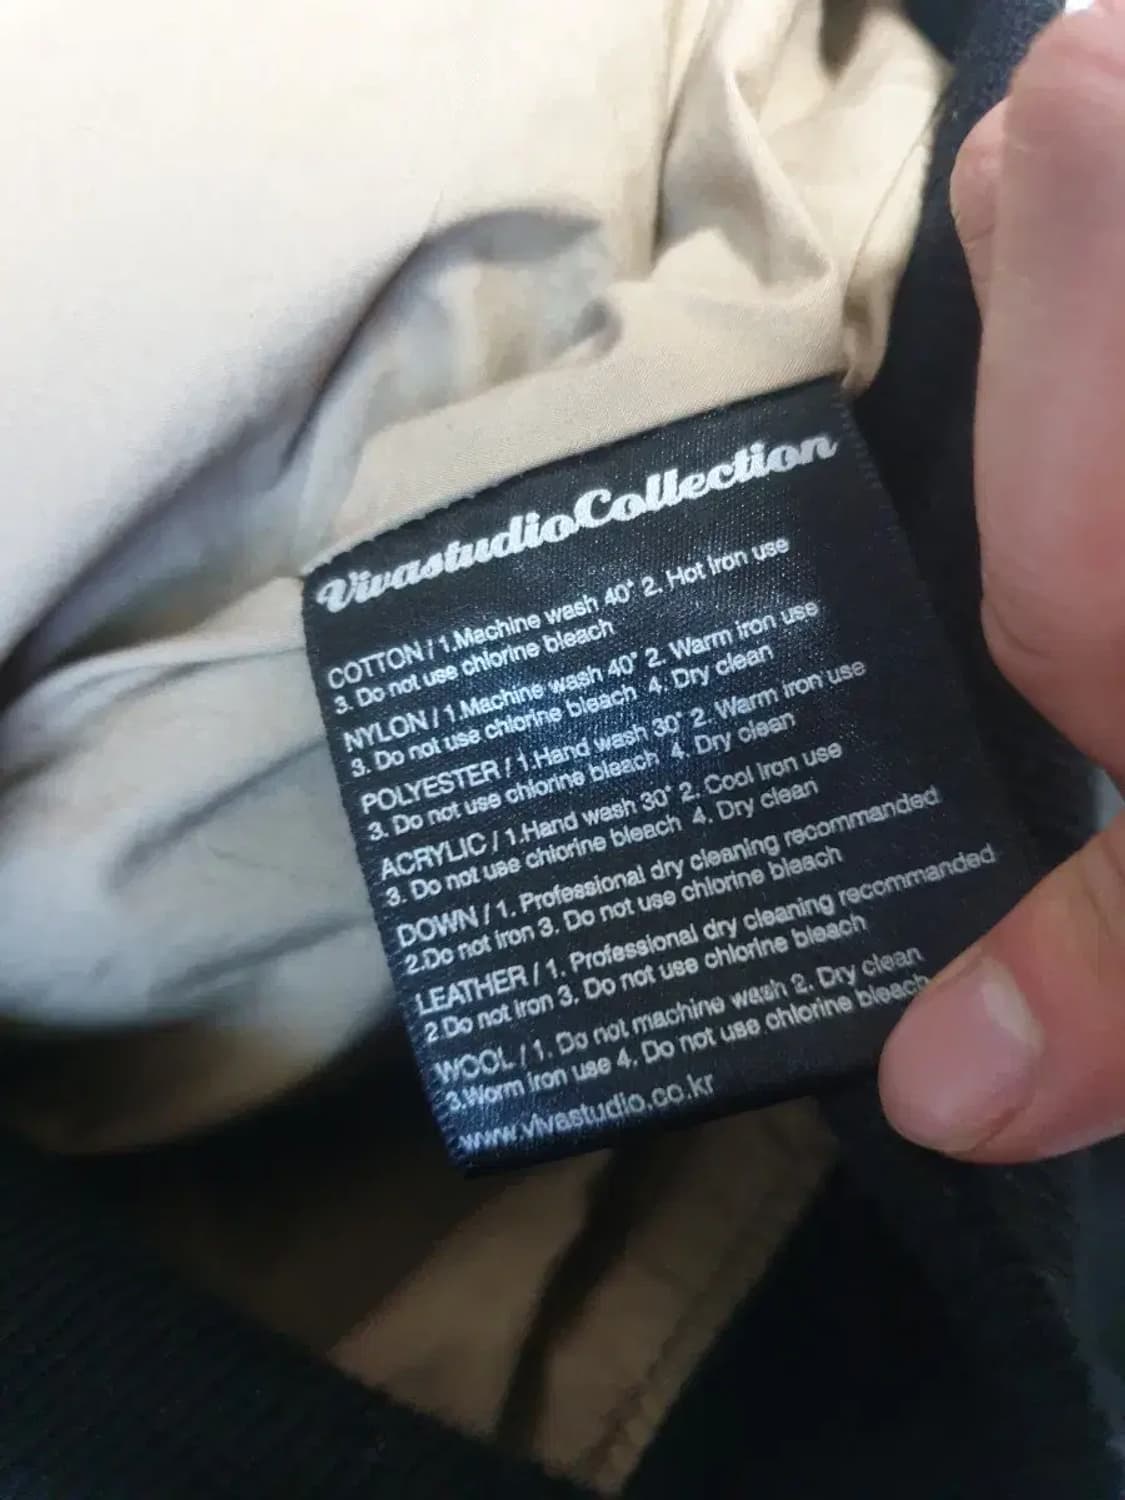 VivastudioCollection
COTTON / 1.Machine wash 40° 2. Hot Iron use
3. Do not use chlorine bleach
NYLON / 1.Machine wash 40° 2. Warm iron use
3. Do not use chlorine bleach 4. Dry clean
POLYESTER / 1.Hand wash 30° 2. Warm iron use
3. Do not use chlorine bleach 4. Dry clean
ACRYLIC / 1.Hand wash 30° 2. Cool Iron use
3. Do not use chlorine bleach 4. Dry clean
DOWN / 1. Professional dry cleaning recommanded
2.Do not iron 3. Do not use chlorine bleach
LEATHER / 1. Professional dry cleaning recommanded
2.Do not iron 3. Do not use chlorine bleach
WOOL / 1. Do not machine wash 2. Dry clean
3.Worm iron use 4. Do not use chlorine bleach
www.vivastudio.co.kr